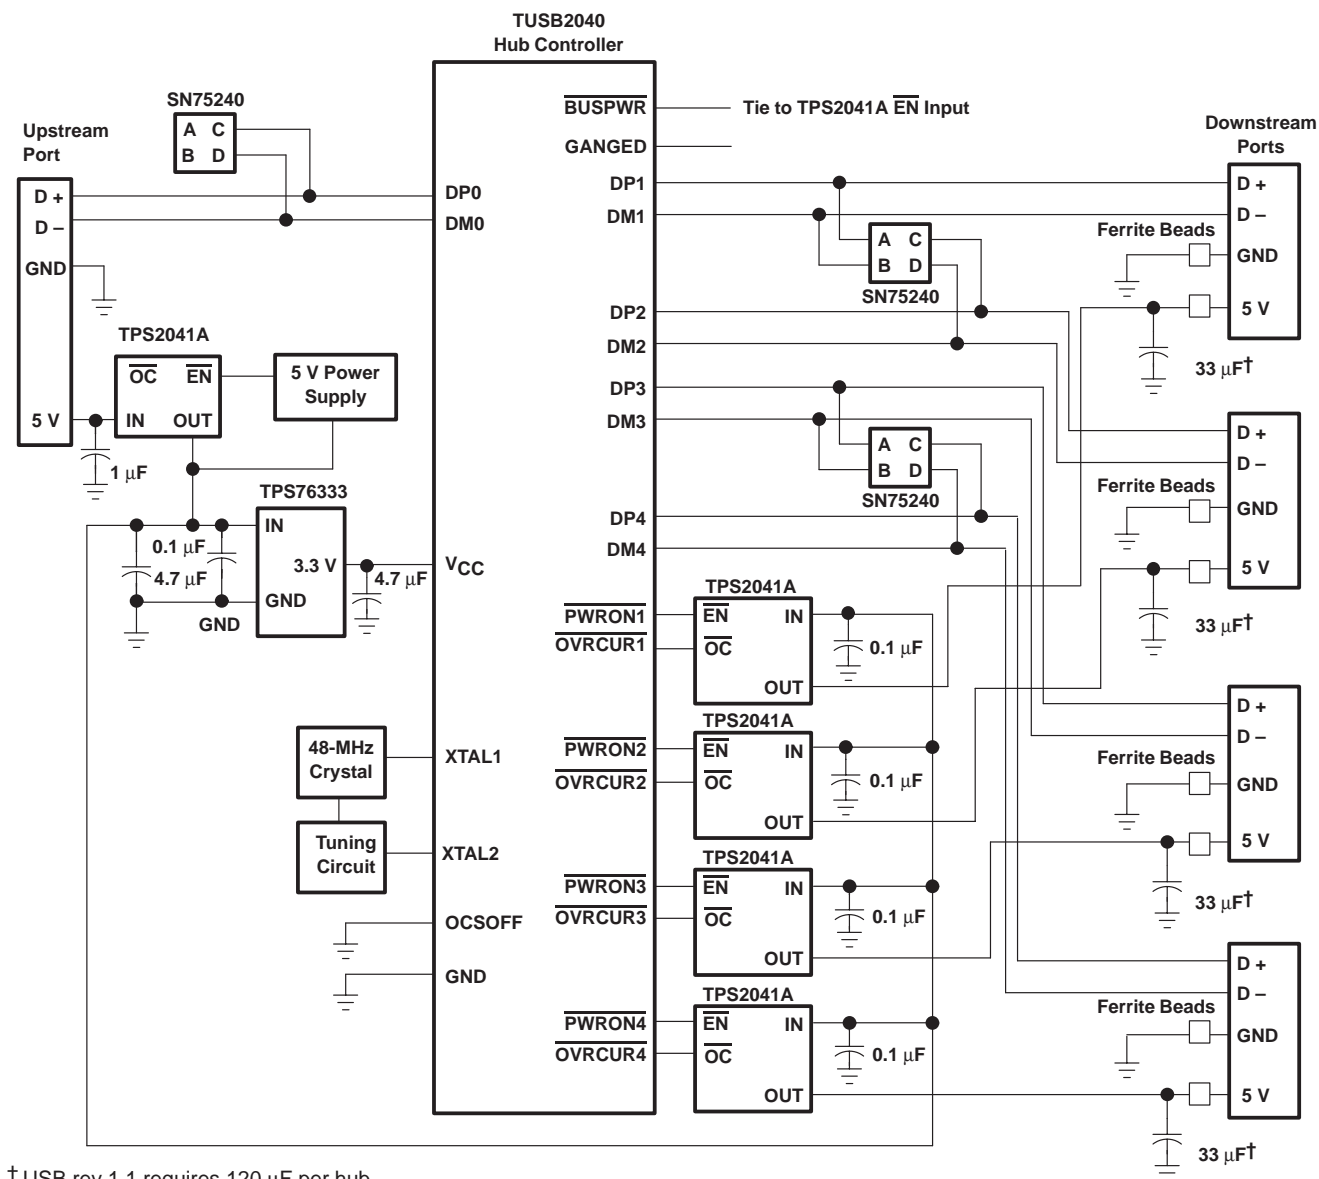 TUSB2040
Hub Controller
SN75240
A C
B D
Upstream
Port
D +
D –
GND
5 V
BUSPWR
Tie to TPS2041A EN Input
GANGED
Downstream
Ports
DP0
DM0
DP1
DM1
D +
D –
Ferrite Beads
GND
5 V
33 μF†
A C
B D
SN75240
DP2
DM2
TPS2041A
OC EN
IN OUT
5 V Power
Supply
1 μF
DP3
DM3
A C
B D
SN75240
D +
D –
Ferrite Beads
GND
5 V
33 μF†
TPS76333
IN
3.3 V
GND
0.1 μF
4.7 μF
GND
4.7 μF
VCC
DP4
DM4
TPS2041A
PWRON1
EN IN
OVRCUR1
OC
0.1 μF
OUT
D +
D –
Ferrite Beads
GND
5 V
33 μF†
48-MHz
Crystal
XTAL1
TPS2041A
PWRON2
EN IN
OVRCUR2
OC
0.1 μF
OUT
Tuning
Circuit
XTAL2
TPS2041A
PWRON3
EN IN
OVRCUR3
OC
0.1 μF
OUT
OCSOFF
GND
D +
D –
Ferrite Beads
GND
5 V
33 μF†
TPS2041A
PWRON4
EN IN
OVRCUR4
OC
0.1 μF
OUT
† USB rev 1.1 requires 120 μF per hub.